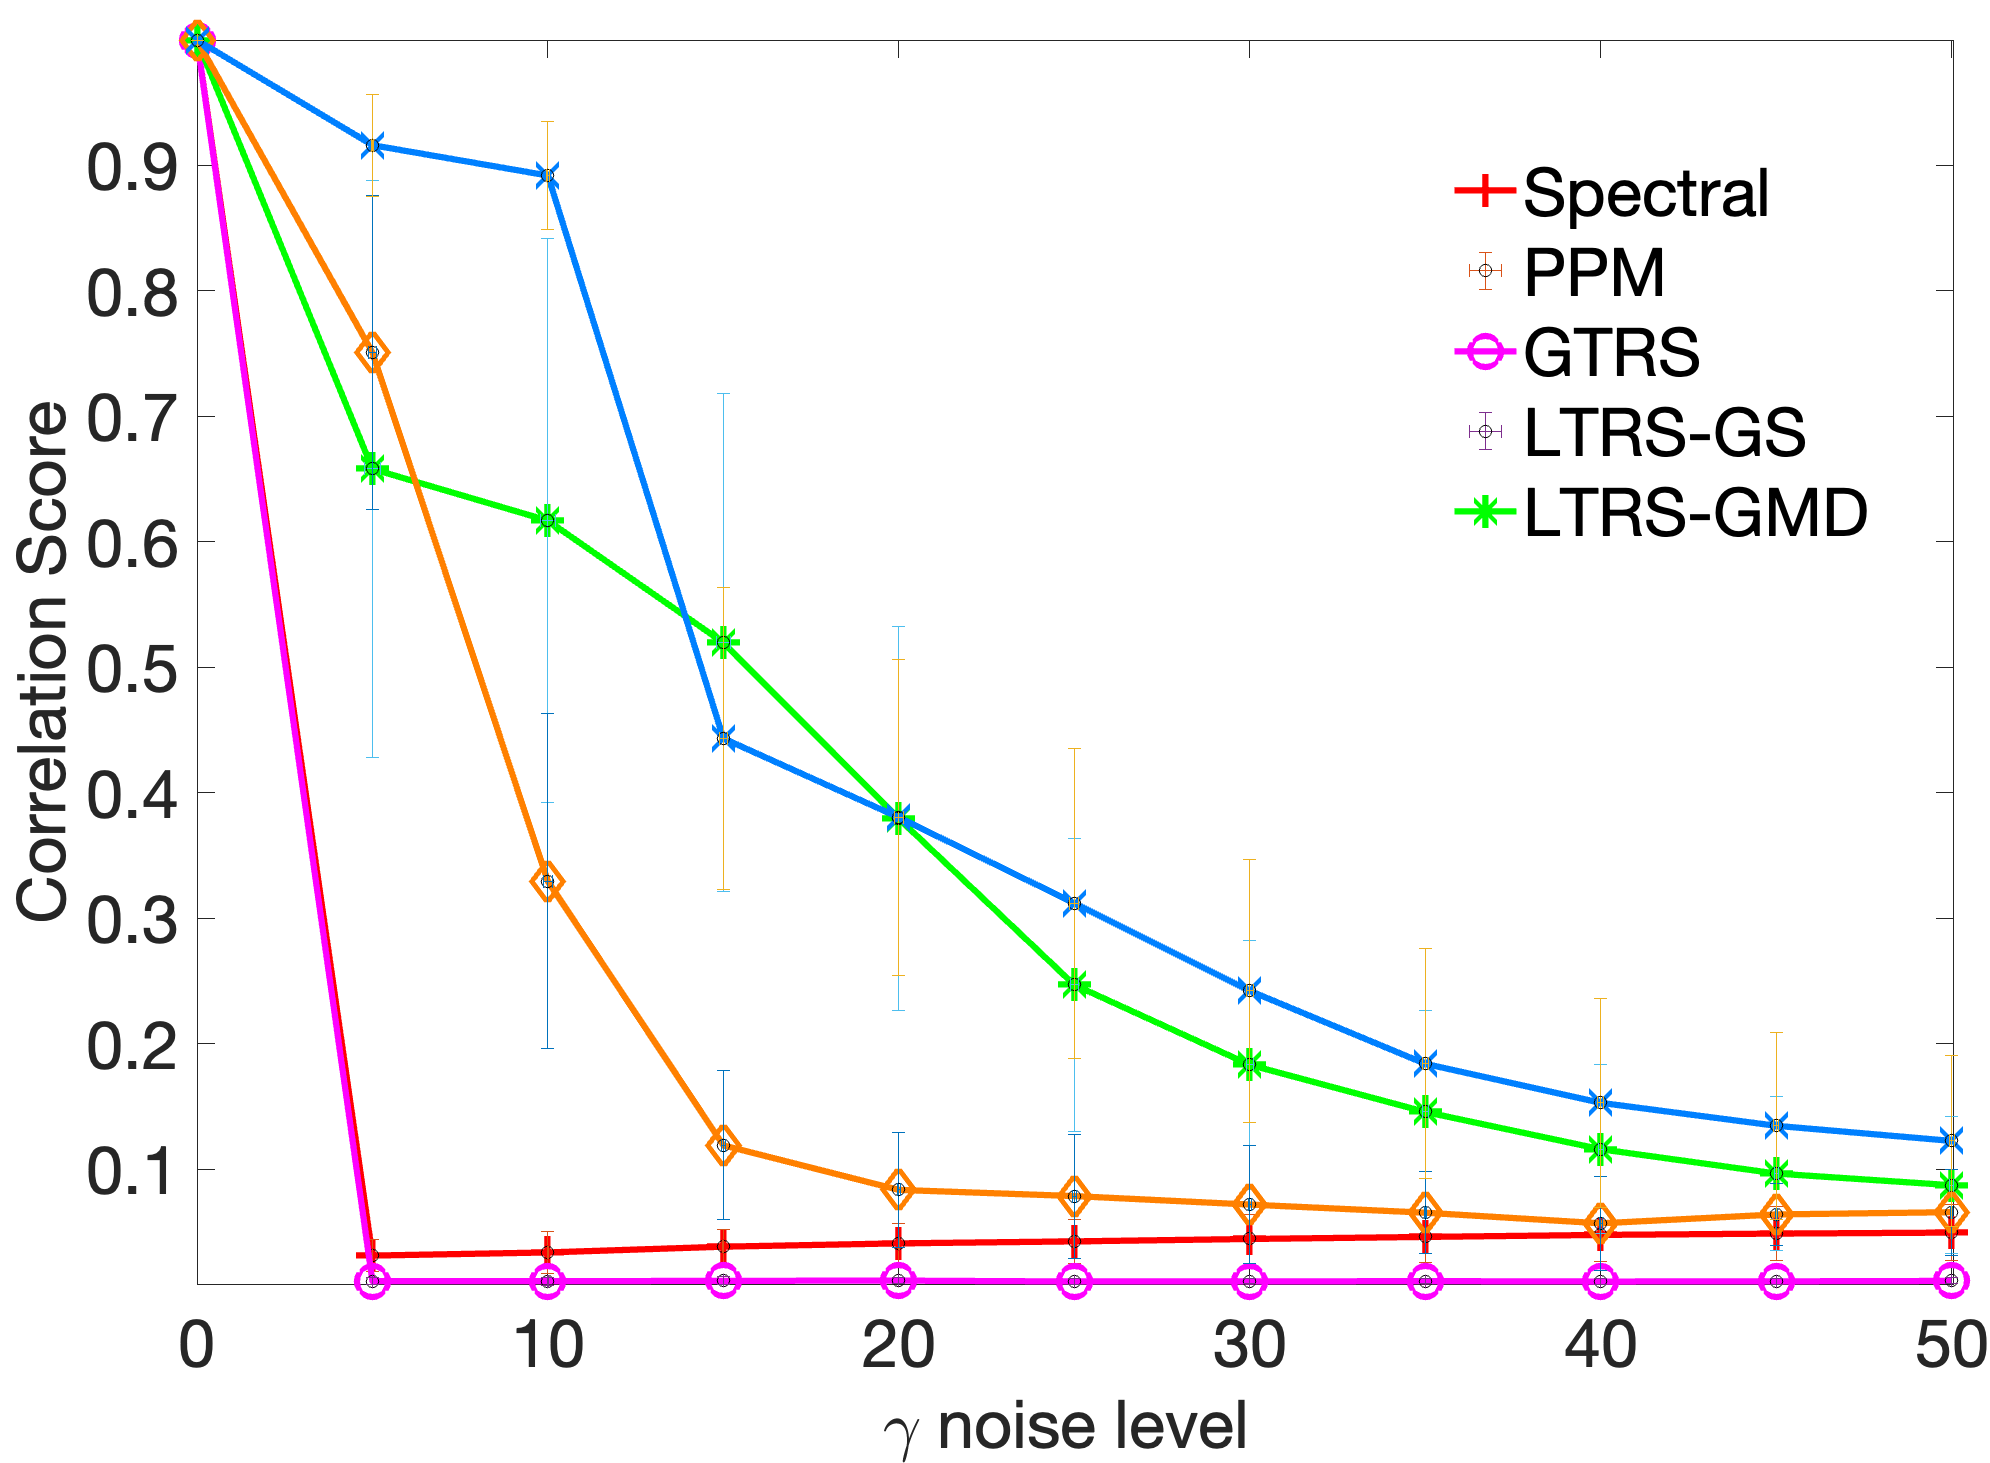 Correlation Score
0.9
0.8
0.7
0.6
0.5
0.4
0.3
0.2
0.1
Spectral
PPM
GTRS
LTRS-GS
LTRS-GMD
0 10 20 30 40 50
γ noise level